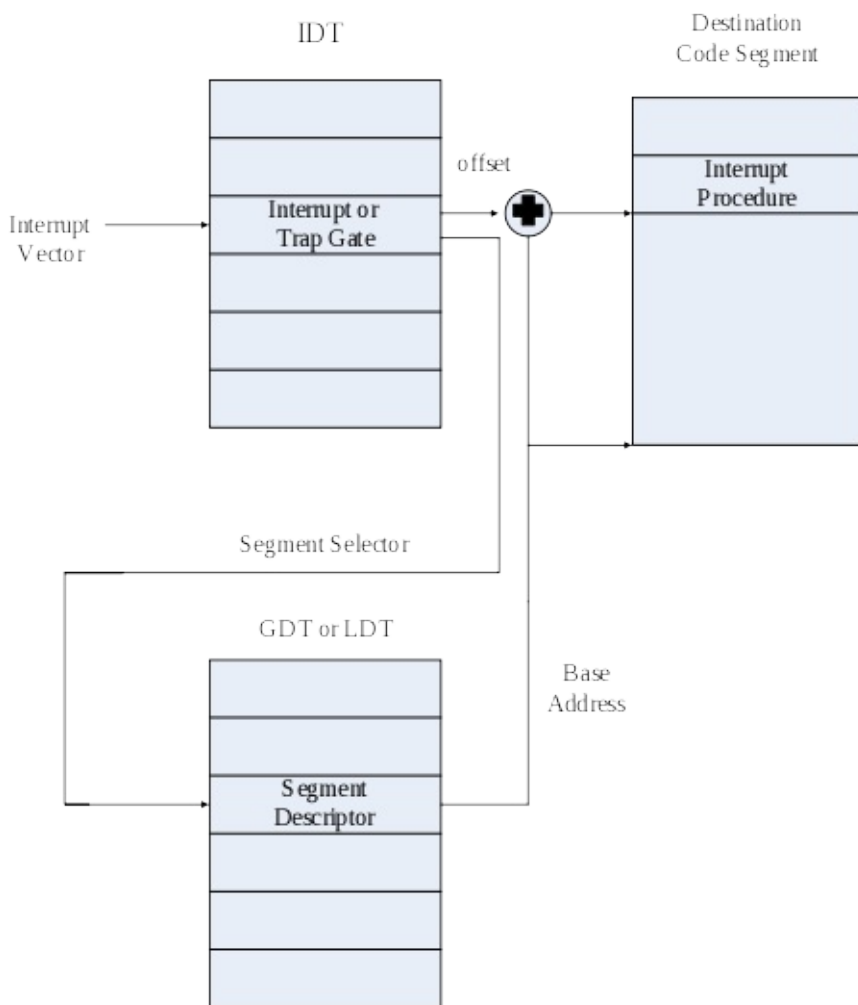 IDT
Destination
Code Segment
offset
Interrupt or
Trap Gate
Interrupt
Procedure
Interrupt
Vector
Segment Selector
GDT or LDT
Base
Address
Segment
Descriptor